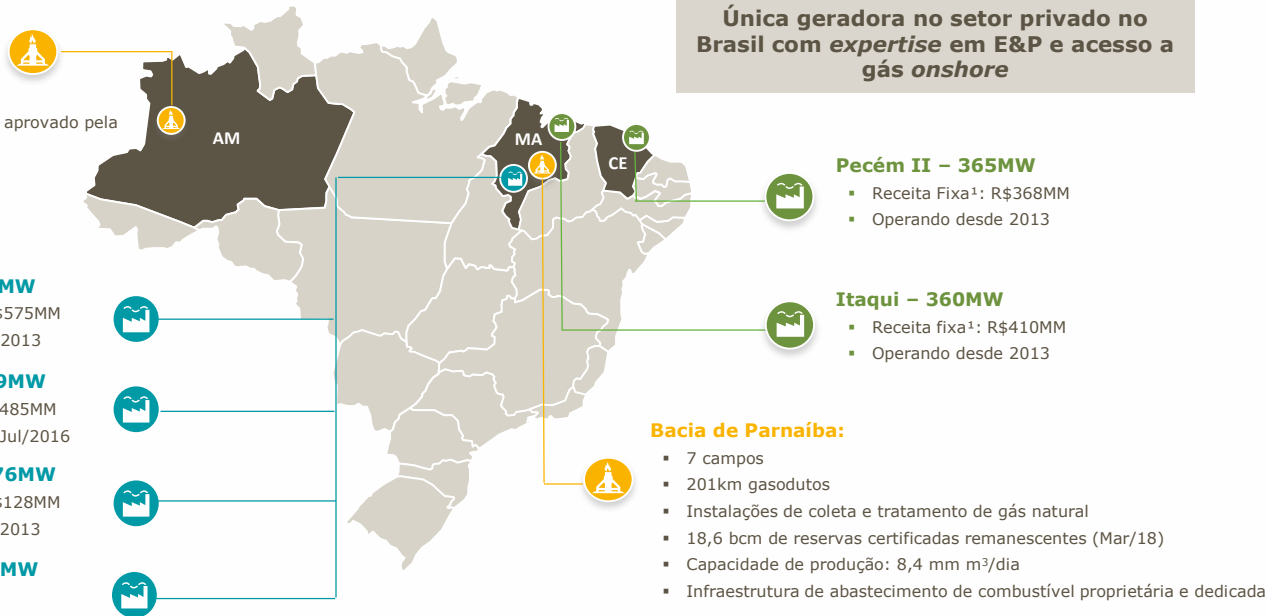 Única geradora no setor privado no
Brasil com expertise em E&P e acesso a
gás onshore
aprovado pela
AM
MA
CE
Pecém II – 365MW
▪ Receita Fixa¹: R$368MM
▪ Operando desde 2013
Itaqui – 360MW
▪ Receita fixa¹: R$410MM
▪ Operando desde 2013
MW
575MM
2013
9MW
485MM
Jul/2016
76MW
128MM
2013
MW
Bacia de Parnaíba:
▪ 7 campos
▪ 201km gasodutos
▪ Instalações de coleta e tratamento de gás natural
▪ 18,6 bcm de reservas certificadas remanescentes (Mar/18)
▪ Capacidade de produção: 8,4 mm m³/dia
▪ Infraestrutura de abastecimento de combustível proprietária e dedicada